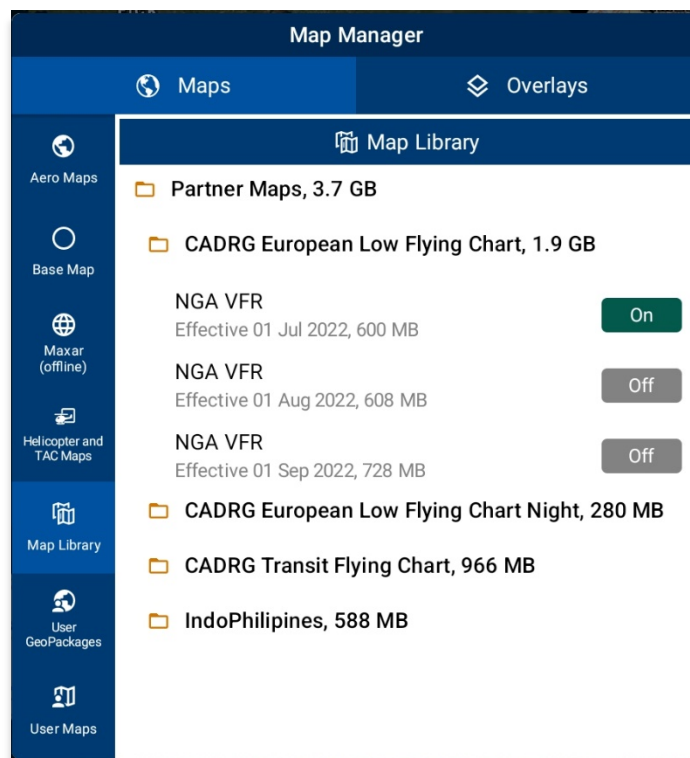 Map Manager
Maps
Overlays
Aero Maps
Base Map
Maxar
(offline)
Helicopter and
TAC Maps
Map Library
User
GeoPackages
User Maps
Map Library
Partner Maps, 3.7 GB
CADRG European Low Flying Chart, 1.9 GB
NGA VFR
Effective 01 Jul 2022, 600 MB
On
NGA VFR
Effective 01 Aug 2022, 608 MB
Off
NGA VFR
Effective 01 Sep 2022, 728 MB
Off
CADRG European Low Flying Chart Night, 280 MB
CADRG Transit Flying Chart, 966 MB
IndoPhilipines, 588 MB